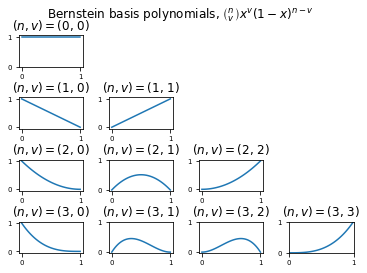 Bernstein basis polynomials, $\binom{n}{v}x^v(1-x)^{n-v}$
(n, v) = (0, 0)
1
0
0 1
(n, v) = (1, 0) (n, v) = (1, 1)
1 1
0 0
0 1 0 1
(n, v) = (2, 0) (n, v) = (2, 1) (n, v) = (2, 2)
1 1 1
0 0 0
0 1 0 1 0 1
(n, v) = (3, 0) (n, v) = (3, 1) (n, v) = (3, 2) (n, v) = (3, 3)
1 1 1 1
0 0 0 0
0 1 0 1 0 1 0 1